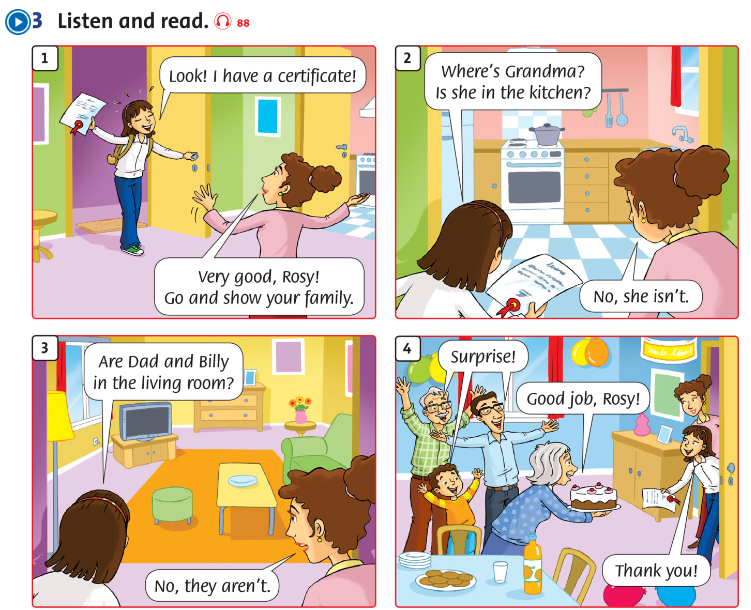 3 Listen and read. 88
1
Look! I have a certificate!
Very good, Rosy!
Go and show your family.
2
Where's Grandma?
Is she in the kitchen?
No, she isn't.
3
Are Dad and Billy
in the living room?
No, they aren't.
4
Surprise!
Good job, Rosy!
Thank you!